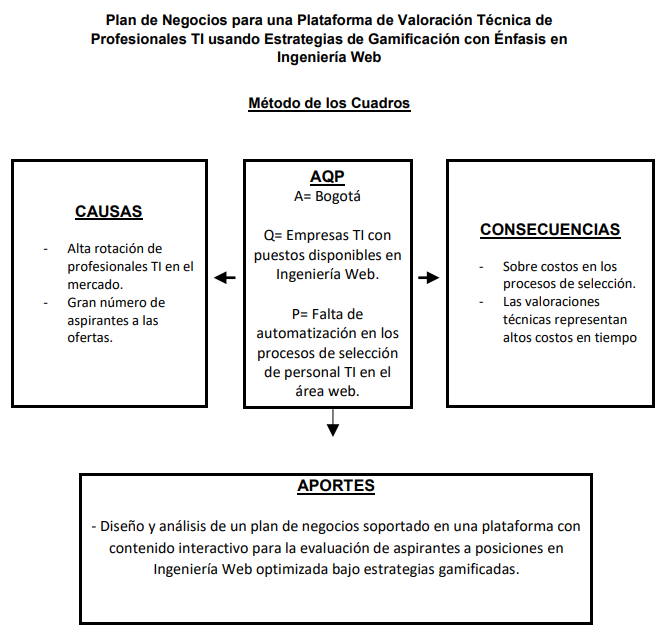 Plan de Negocios para una Plataforma de Valoración Técnica de
Profesionales TI usando Estrategias de Gamificación con Énfasis en
Ingeniería Web
Método de los Cuadros
CAUSAS
- Alta rotación de
profesionales TI en el
mercado.
- Gran número de
aspirantes a las
ofertas.
AQP
A= Bogotá
Q= Empresas TI con
puestos disponibles en
Ingeniería Web.
P= Falta de
automatización en los
procesos de selección
de personal TI en el
área web.
CONSECUENCIAS
- Sobre costos en los
procesos de selección.
- Las valoraciones
técnicas representan
altos costos en tiempo
APORTES
- Diseño y análisis de un plan de negocios soportado en una plataforma con
contenido interactivo para la evaluación de aspirantes a posiciones en
Ingeniería Web optimizada bajo estrategias gamificadas.